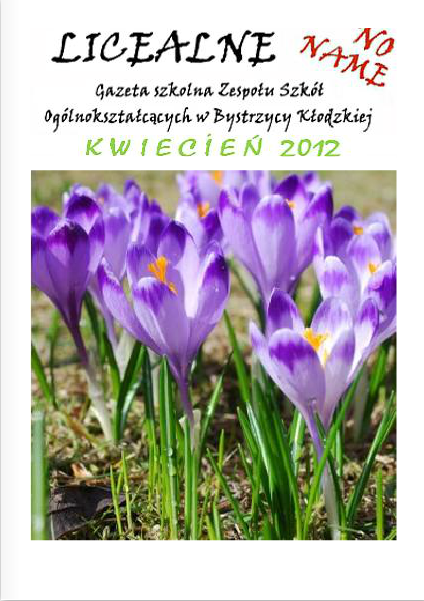 LICEALNE
NO NAME
Gazeta szkolna Zespołu Szkół
Ogólnokształcących w Bystrzycy Kłodzkiej
KWIECIEŃ 2012